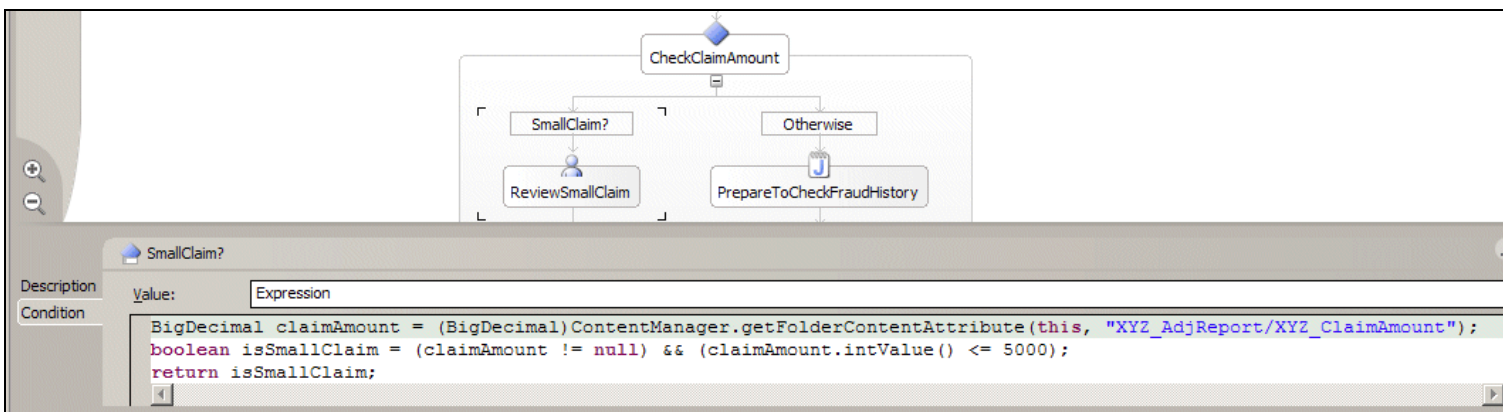 CheckClaimAmount
SmallClaim?
Otherwise
J
ReviewSmallClaim
PrepareToCheckFraudHistory
SmallClaim?
Description
Condition
Value:
Expression
BigDecimal claimAmount = (BigDecimal)ContentManager.getFolderContentAttribute(this, "XYZ_AdjReport/XYZ_ClaimAmount");
boolean isSmallClaim = (claimAmount != null) && (claimAmount.intValue() <= 5000);
return isSmallClaim;